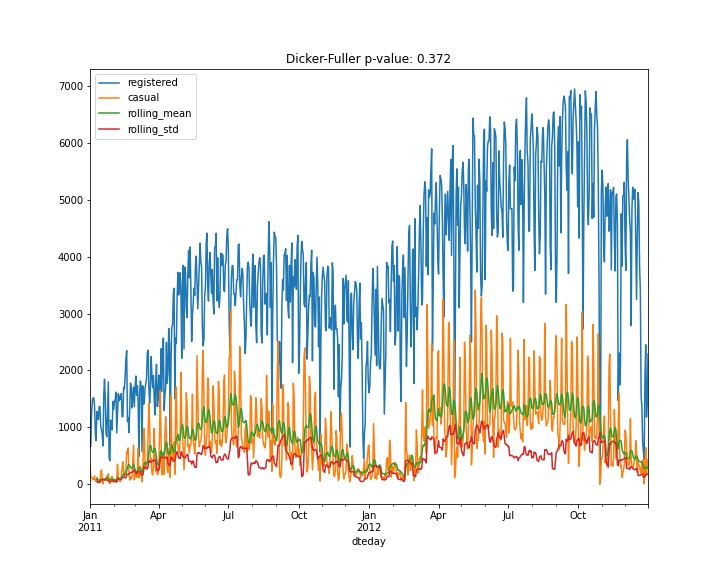 Dicker-Fuller p-value: 0.372
registered
casual
rolling_mean
rolling_std
7000
6000
5000
4000
3000
2000
1000
0
Jan Apr Jul Oct Jan Apr Jul Oct
2011 2012
dteday